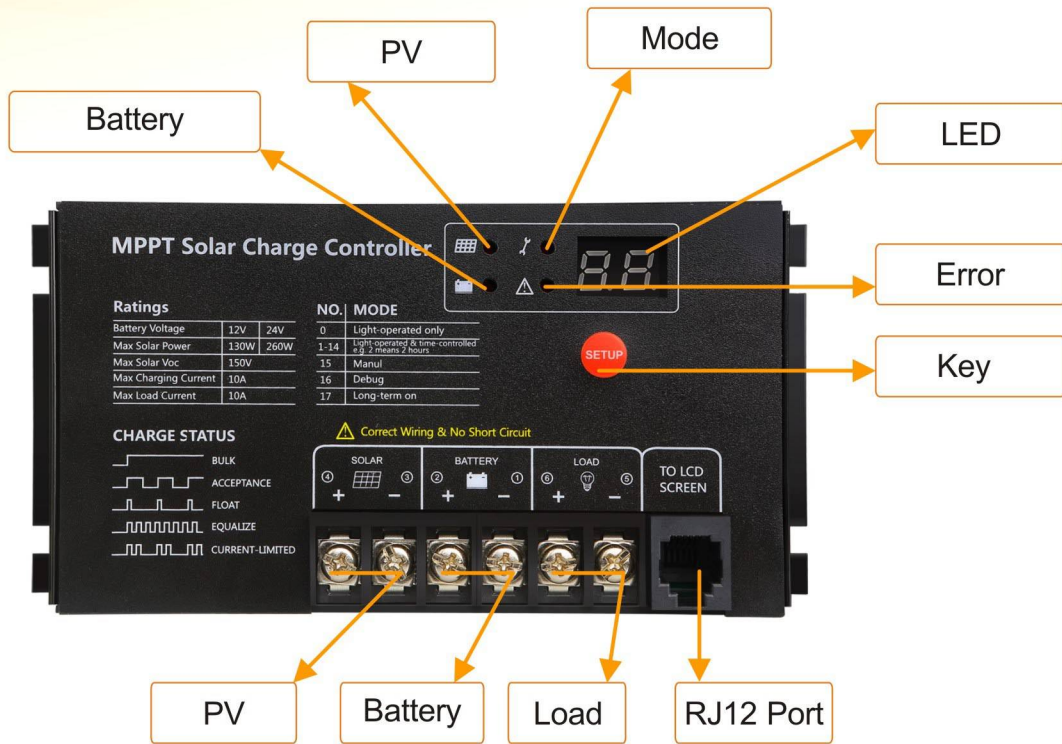 PV
Mode
Battery
LED
MPPT Solar Charge Controller
88
Error
Ratings
Battery Voltage 12V 24V
Max Solar Power 130W 260W
Max Solar Voc 150V
Max Charging Current 10A
Max Load Current 10A
NO. MODE
0 Light-operated only
1-14 Light-operated & time-controlled
e.g. 2 means 2 hours
15 Manul
16 Debug
17 Long-term on
SETUP
Key
CHARGE STATUS
BULK
ACCEPTANCE
FLOAT
EQUALIZE
CURRENT-LIMITED
Correct Wiring & No Short Circuit
SOLAR
④ ③
+ −
BATTERY
② ①
+ −
LOAD
⑥ 17 ⑤
+ −
TO LCD
SCREEN
PV
Battery
Load
RJ12 Port